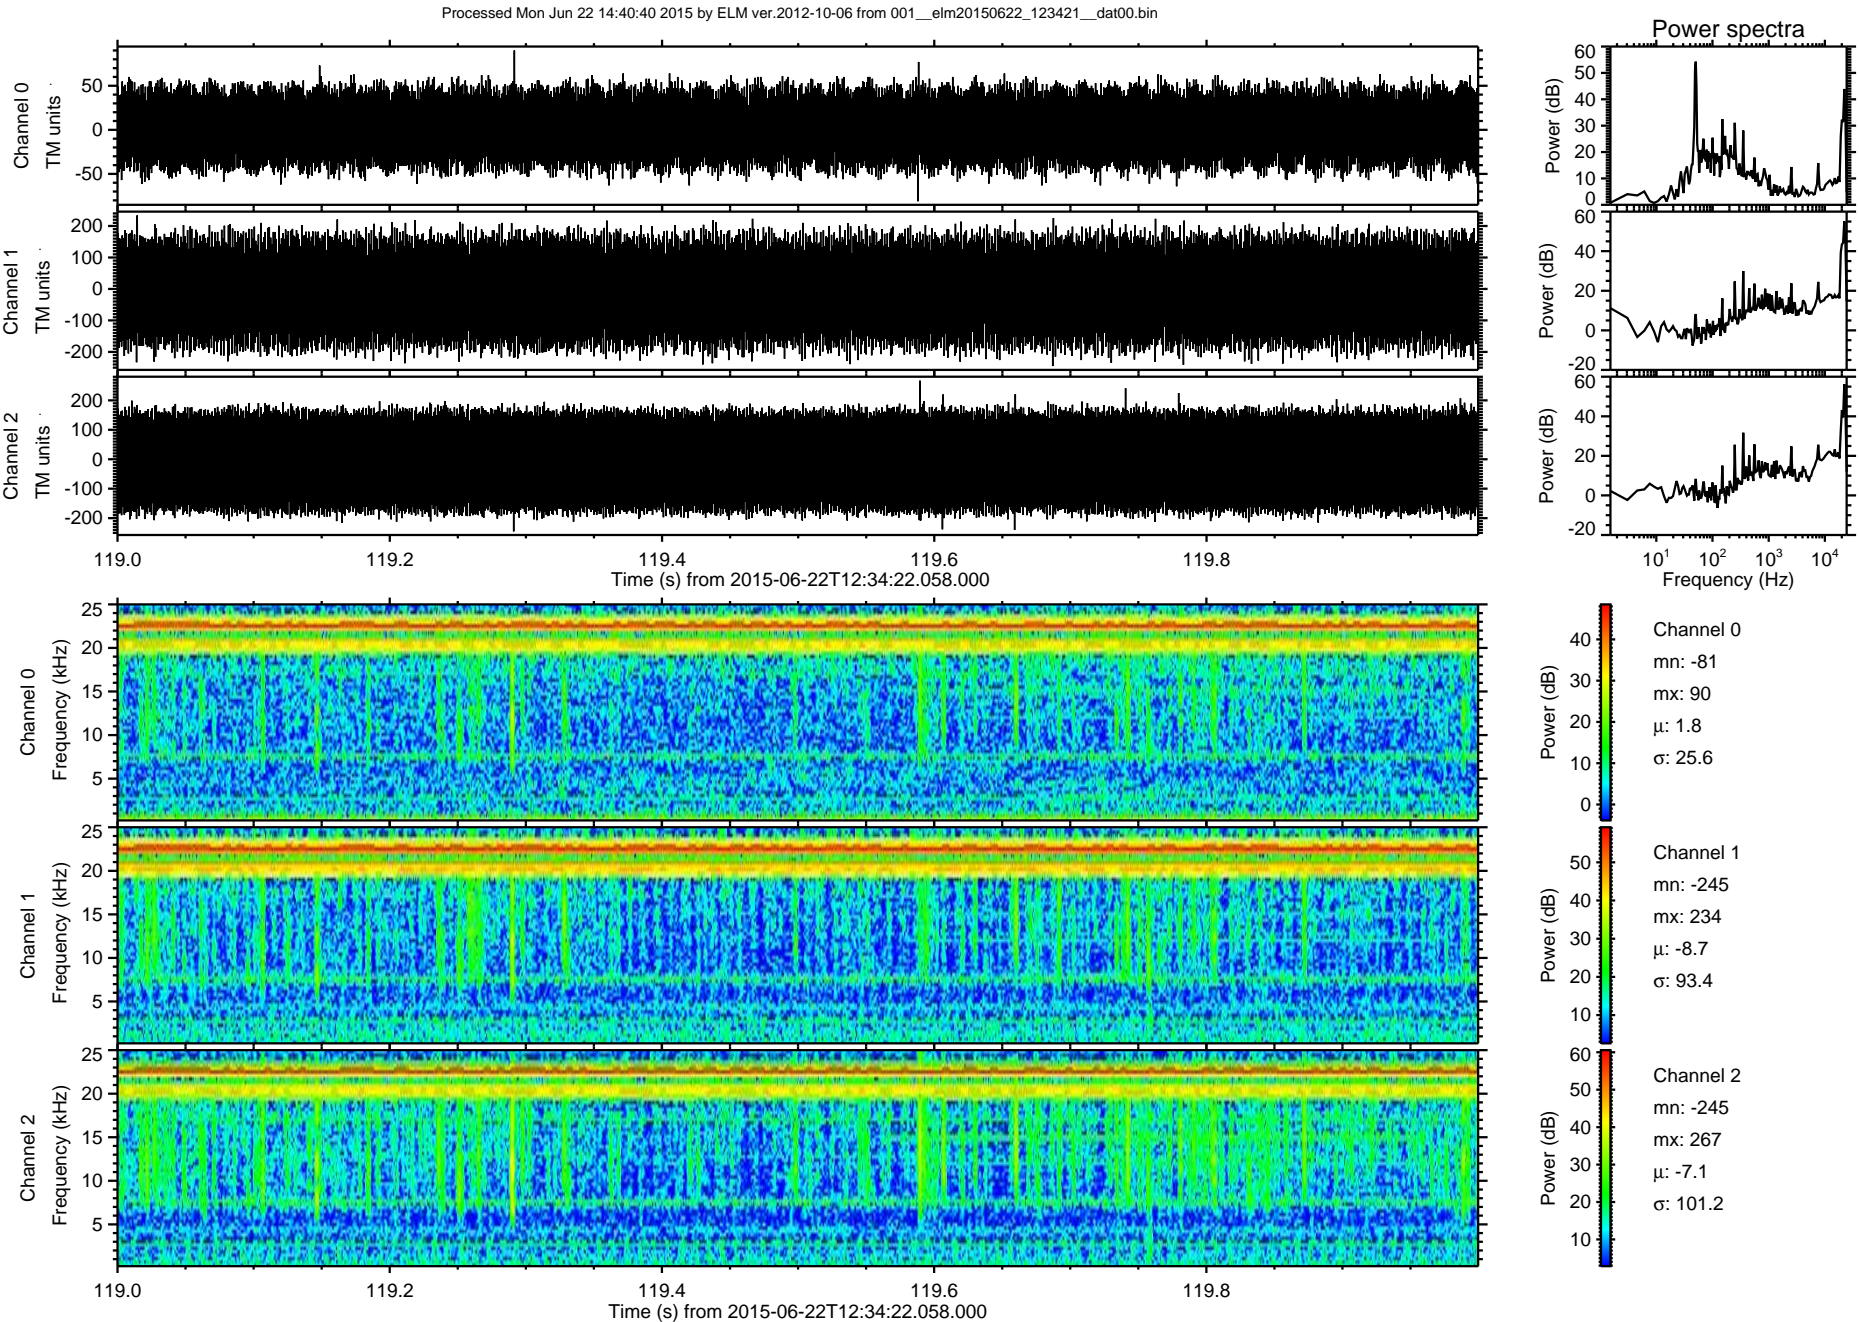 Processed Mon Jun 22 14:40:40 2015 by ELM ver.2012-10-06 from 001__elm20150622_123421__dat00.bin
Power spectra
Channel 0
TM units
50
0
-50
Power (dB)
60
50
40
30
20
10
0
Channel 1
TM units
200
100
0
-100
-200
Power (dB)
60
40
20
0
-20
Channel 2
TM units
200
100
0
-100
-200
Power (dB)
60
40
20
0
-20
119.0 119.2 119.4 119.6 119.8
Time (s) from 2015-06-22T12:34:22.058.000
10¹ 10² 10³ 10⁴
Frequency (Hz)
Channel 0
Frequency (kHz)
25
20
15
10
5
Power (dB)
40
30
20
10
0
Channel 0
mn: -81
mx: 90
μ: 1.8
σ: 25.6
Channel 1
Frequency (kHz)
25
20
15
10
5
Power (dB)
50
40
30
20
10
Channel 1
mn: -245
mx: 234
μ: -8.7
σ: 93.4
Channel 2
Frequency (kHz)
25
20
15
10
5
Power (dB)
60
50
40
30
20
10
Channel 2
mn: -245
mx: 267
μ: -7.1
σ: 101.2
119.0 119.2 119.4 119.6 119.8
Time (s) from 2015-06-22T12:34:22.058.000